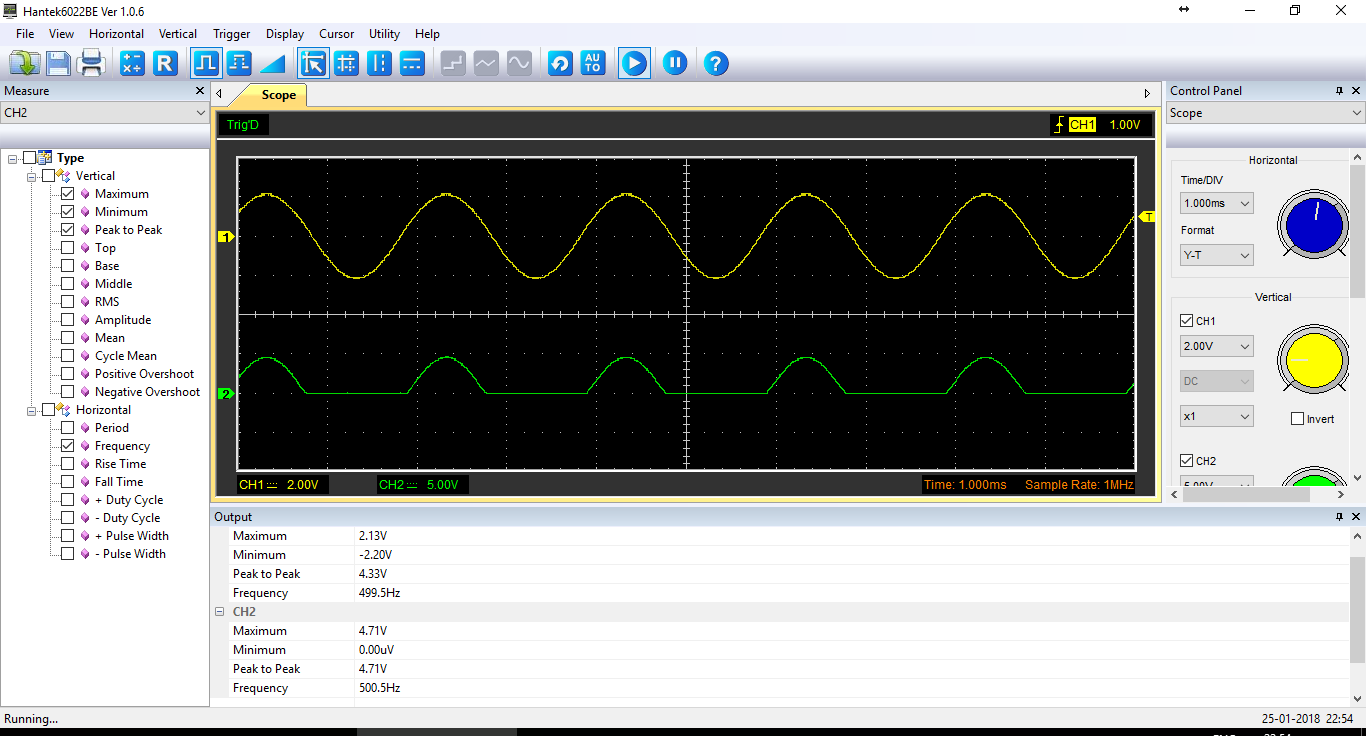 Hantek6022BE Ver 1.0.6
File View Horizontal Vertical Trigger Display Cursor Utility Help
R AU TO ?
Measure
CH2
Type
Vertical
Maximum
Minimum
Peak to Peak
Top
Base
Middle
RMS
Amplitude
Mean
Cycle Mean
Positive Overshoot
Negative Overshoot
Horizontal
Period
Frequency
Rise Time
Fall Time
+ Duty Cycle
- Duty Cycle
+ Pulse Width
- Pulse Width
Scope
Trig'D CH1 1.00V
1
T
2
CH1 2.00V CH2 5.00V Time: 1.000ms Sample Rate: 1MHz
Control Panel
Scope
Horizontal
Time/DIV
1.000ms
Format
Y-T
Vertical
CH1
2.00V
DC
x1
Invert
CH2
5.00V
Output
Maximum 2.13V
Minimum -2.20V
Peak to Peak 4.33V
Frequency 499.5Hz
CH2
Maximum 4.71V
Minimum 0.00uV
Peak to Peak 4.71V
Frequency 500.5Hz
Running... 25-01-2018 22:54